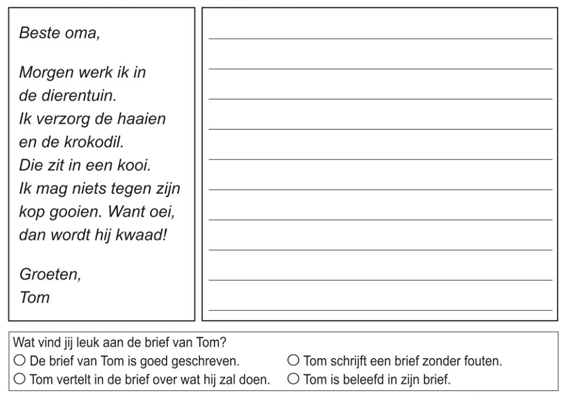 Beste oma,
Morgen werk ik in
de dierentuin.
Ik verzorg de haaien
en de krokodil.
Die zit in een kooi.
Ik mag niets tegen zijn
kop gooien. Want oei,
dan wordt hij kwaad!
Groeten,
Tom
Wat vind jij leuk aan de brief van Tom?
De brief van Tom is goed geschreven.
Tom schrijft een brief zonder fouten.
Tom vertelt in de brief over wat hij zal doen.
Tom is beleefd in zijn brief.